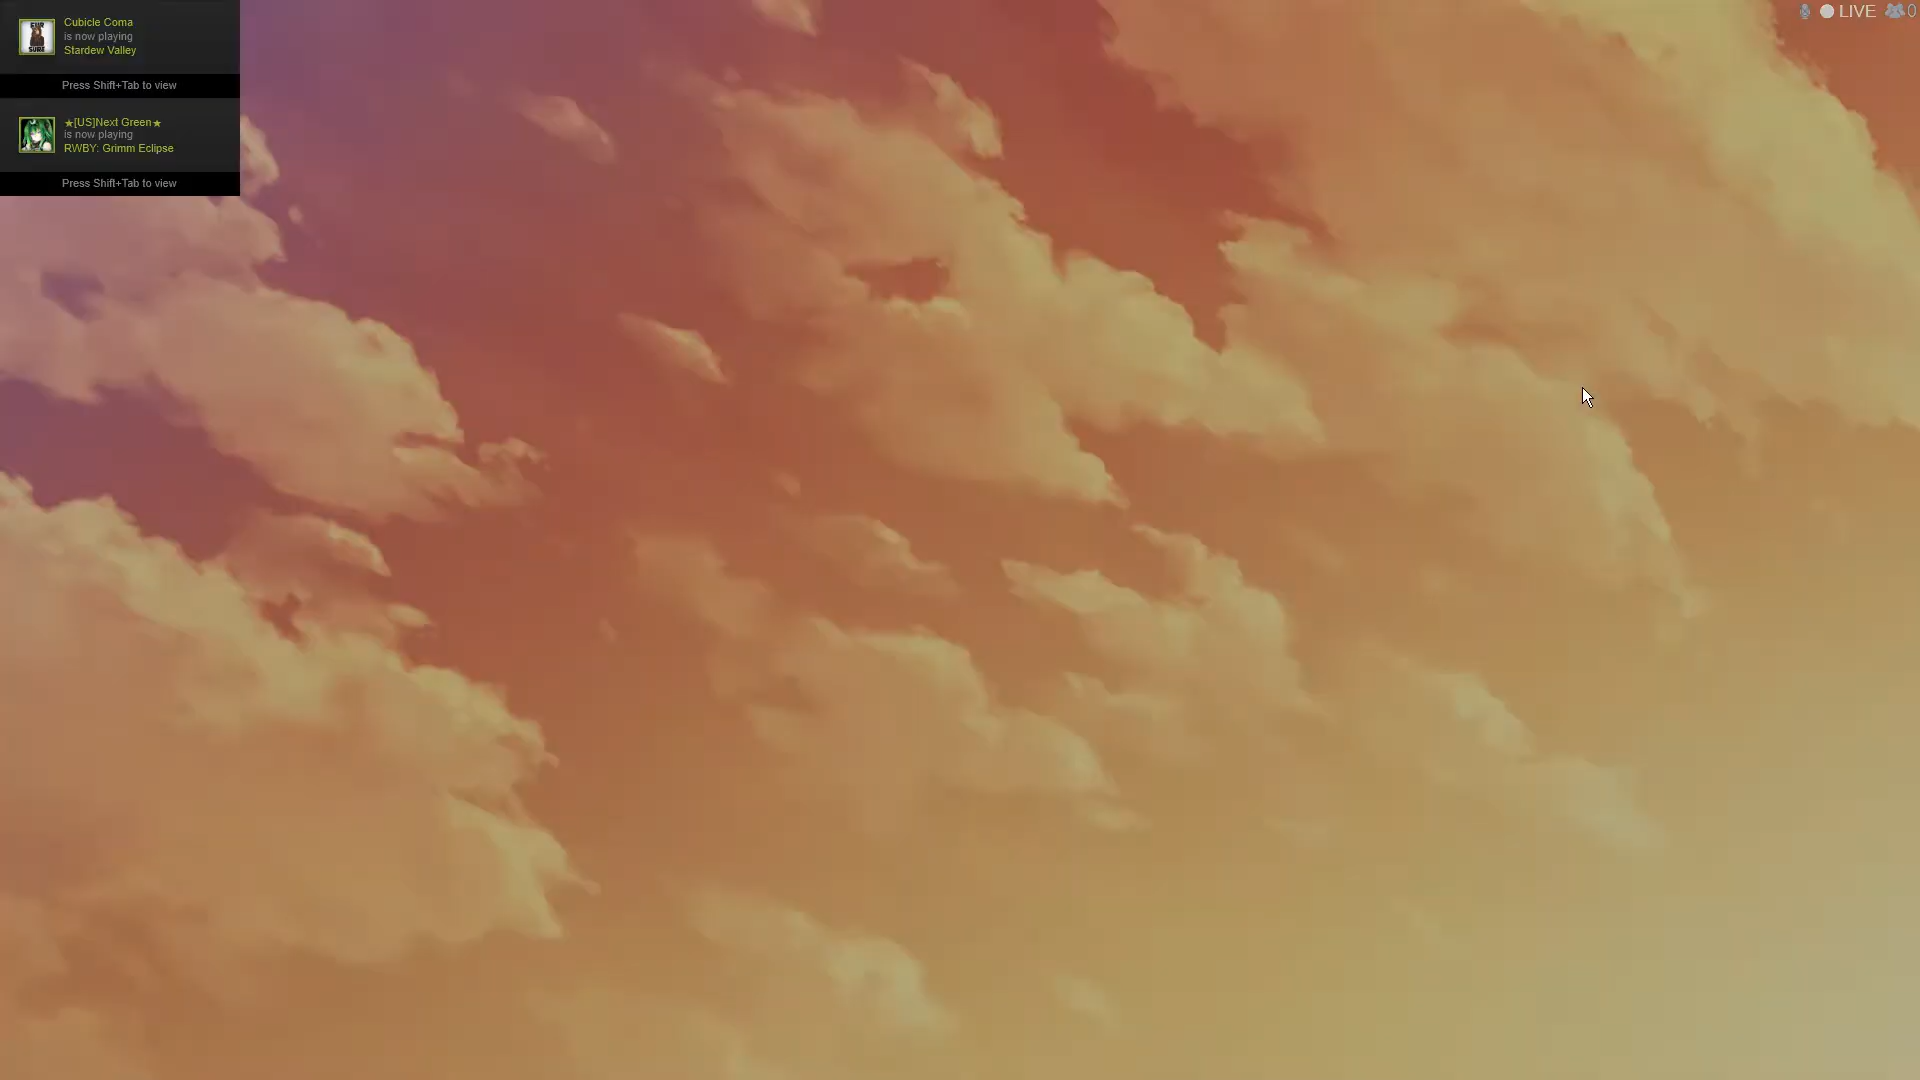 Cubicle Coma
is now playing
Stardew Valley
Press Shift+Tab to view
★[US]Next Green★
is now playing
RWBY: Grimm Eclipse
Press Shift+Tab to view
LIVE 0